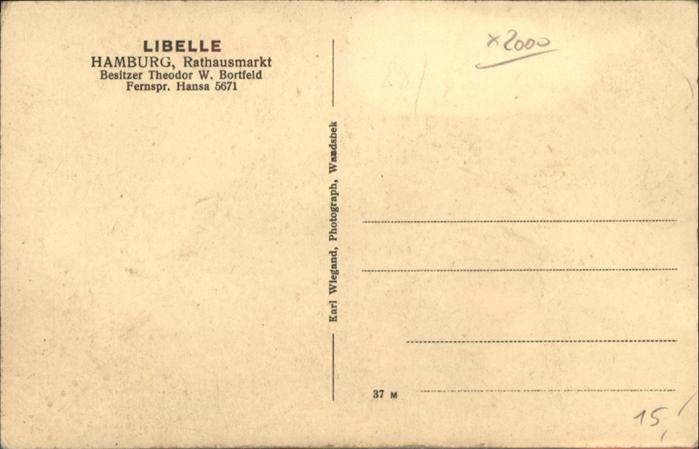 LIBELLE
HAMBURG, Rathausmarkt
Besitzer Theodor W. Bortfeld
Fernspr. Hansa 5671
Karl Wiegand, Photograph, Wandsbek
x2000
37 M
15,